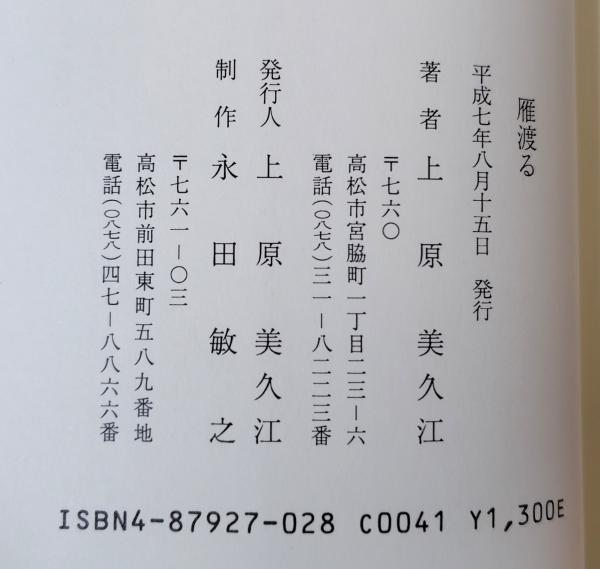 雁渡る
平成七年八月十五日 発行
著者 上原美久江
〒七六〇
高松市宮脇町一丁目二三－六
電話(〇八七八)三一－八二二三番
発行人 上原美久江
制作 永田敏之
〒七六一－〇三
高松市前田東町五八九番地
電話(〇八七八)四七－八八六六番
ISBN4-87927-028 C0041 Y1,300E